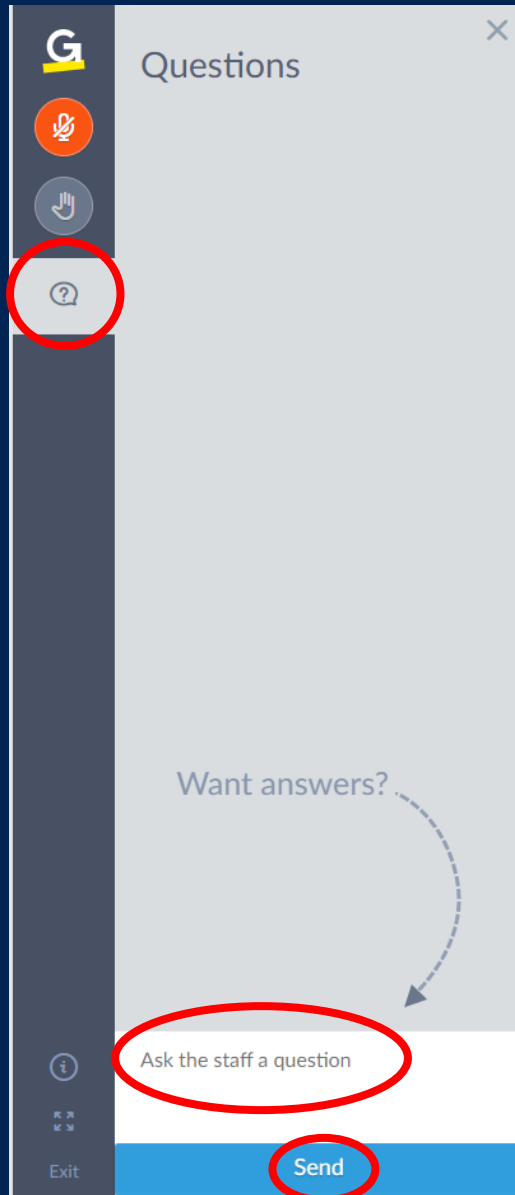 G
Questions
Want answers?
Ask the staff a question
Send
Exit